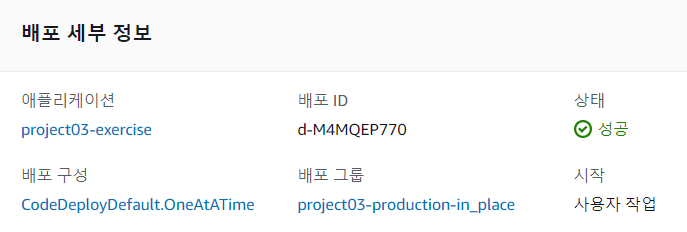 배포 세부 정보
애플리케이션 배포 ID 상태
project03-exercise d-M4MQEP770 성공
배포 구성 배포 그룹 시작
CodeDeployDefault.OneAtATime project03-production-in_place 사용자 작업